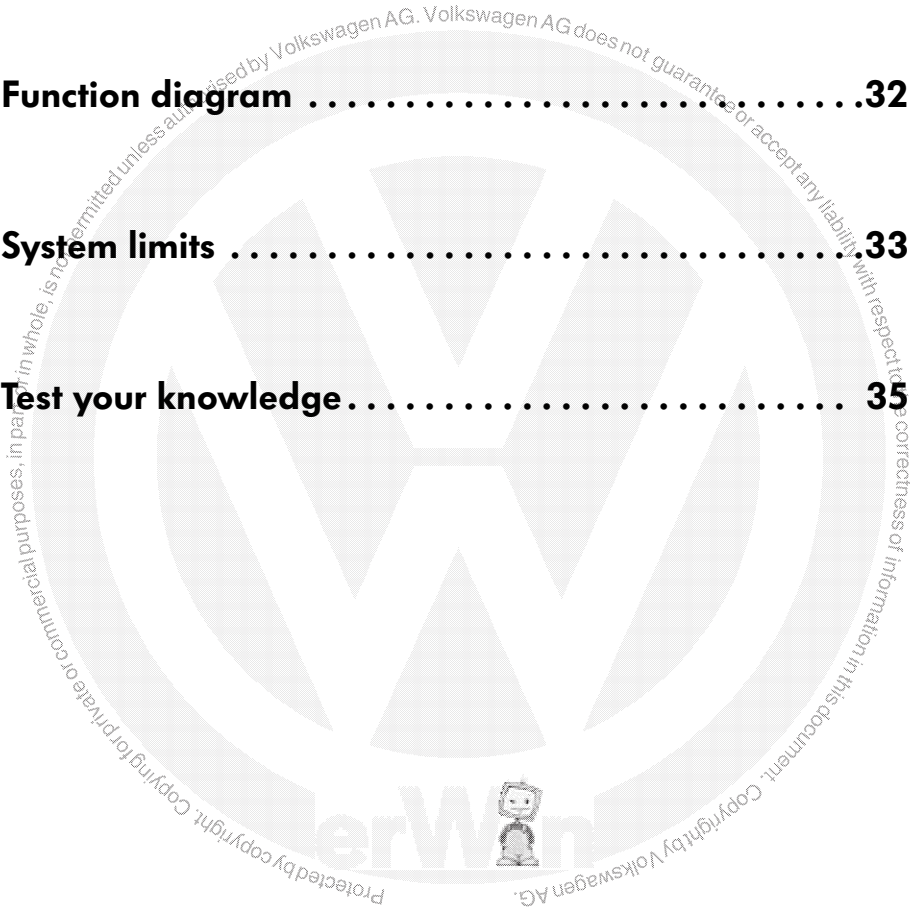 Function diagram . . . . . . . . . . . . . . . . . . . . . . . . . . . .32
System limits . . . . . . . . . . . . . . . . . . . . . . . . . . . . . . . .33
Test your knowledge. . . . . . . . . . . . . . . . . . . . . . . . . 35
Protected by copyright. Copying for private or commercial purposes, in part or in whole, is not permitted unless authorised by Volkswagen AG. Volkswagen AG does not guarantee or accept any liability with respect to the correctness of information in this document. Copyright by Volkswagen AG.